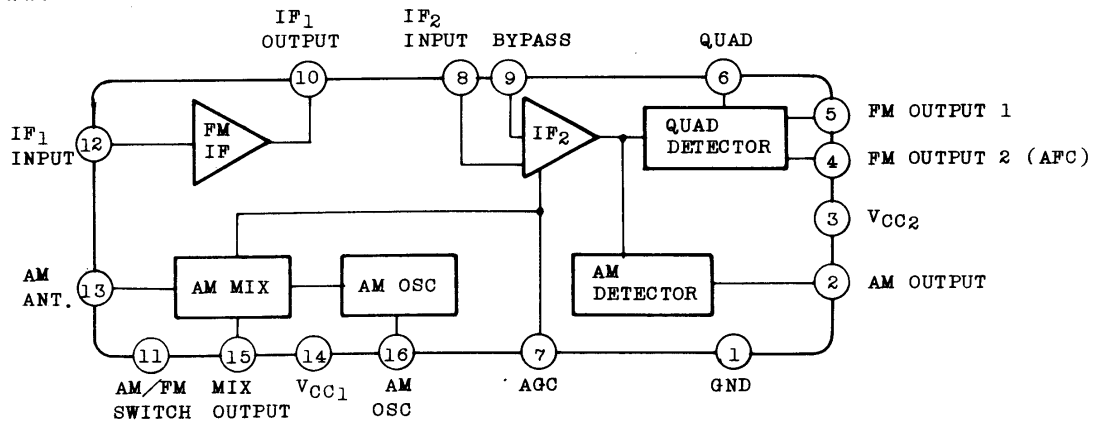 IF1
OUTPUT
IF2
INPUT
BYPASS
QUAD
10
8
9
6
IF1
INPUT
12
FM
IF
IF2
QUAD
DETECTOR
5
FM OUTPUT 1
4
FM OUTPUT 2 (AFC)
3
VCC2
AM
ANT.
13
AM MIX
AM OSC
AM
DETECTOR
2
AM OUTPUT
11
15
14
16
7
1
AM/FM
SWITCH
MIX
OUTPUT
VCC1
AM
OSC
AGC
GND